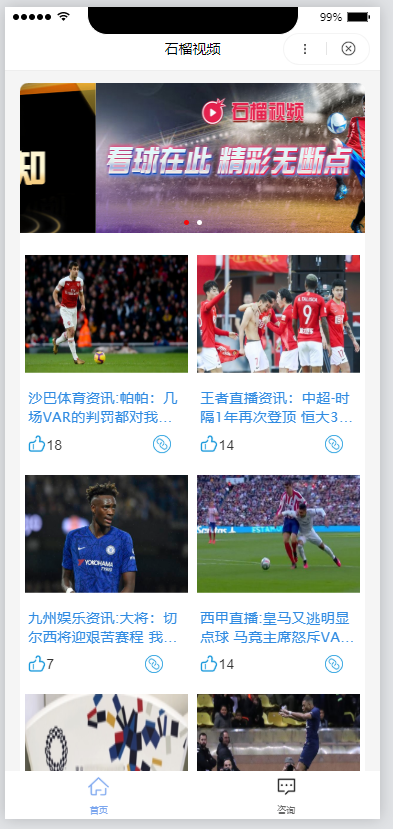 99%
石榴视频
石榴视频
知
看球在此 精彩无断点
沙巴体育资讯:帕帕：几
场VAR的判罚都对我…
18
王者直播资讯：中超-时
隔1年再次登顶 恒大3…
14
9
7
YOKOHAMA
TYRES
九州娱乐资讯:大将：切
尔西将迎艰苦赛程 我…
7
西甲直播:皇马又逃明显
点球 马竞主席怒斥VA…
14
首页
咨询